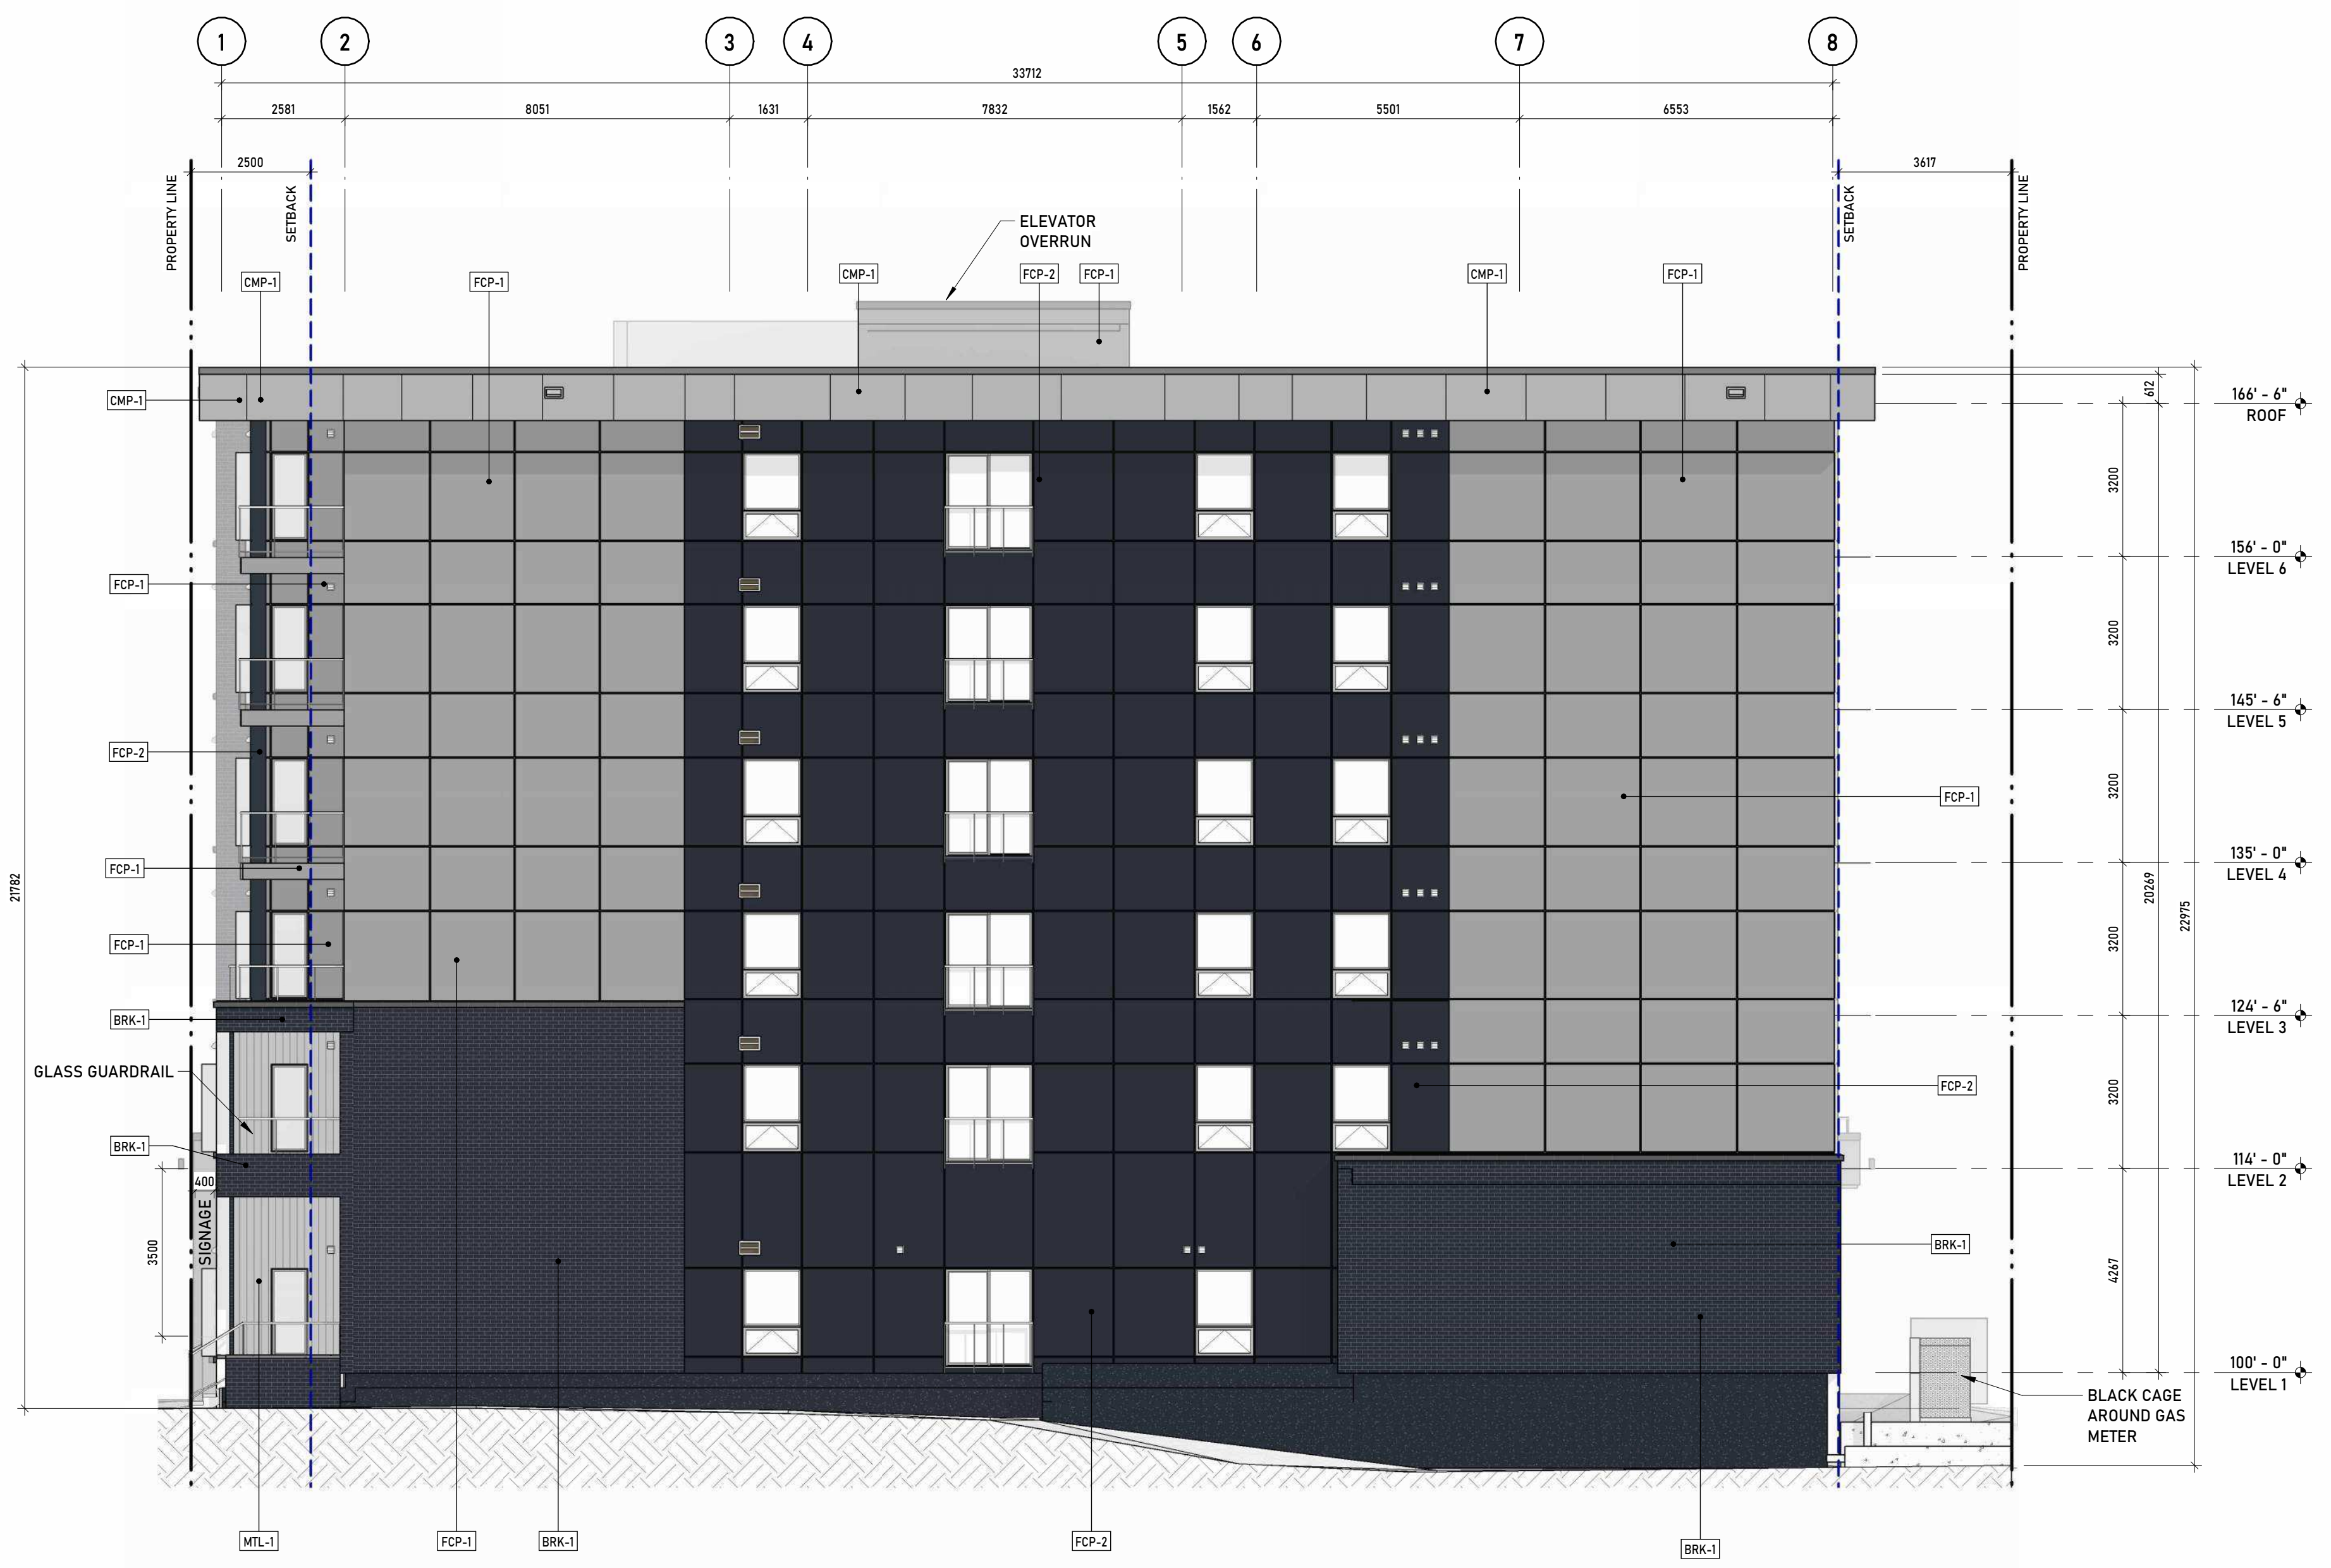 1
2
3
4
5
6
7
8
33712
2581
8051
1631
7832
1562
5501
6553
2500
3617
PROPERTY LINE
SETBACK
SETBACK
PROPERTY LINE
ELEVATOR
OVERRUN
CMP-1
FCP-1
CMP-1
FCP-2
FCP-1
CMP-1
FCP-1
CMP-1
612
166' - 6"
ROOF
3200
156' - 0"
LEVEL 6
FCP-1
3200
145' - 6"
LEVEL 5
FCP-2
3200
FCP-1
135' - 0"
LEVEL 4
FCP-1
21782
20269
22975
3200
FCP-1
124' - 6"
LEVEL 3
BRK-1
GLASS GUARDRAIL
3200
FCP-2
BRK-1
114' - 0"
LEVEL 2
400
SIGNAGE
3500
BRK-1
4267
100' - 0"
LEVEL 1
BLACK CAGE
AROUND GAS
METER
MTL-1
FCP-1
BRK-1
FCP-2
BRK-1